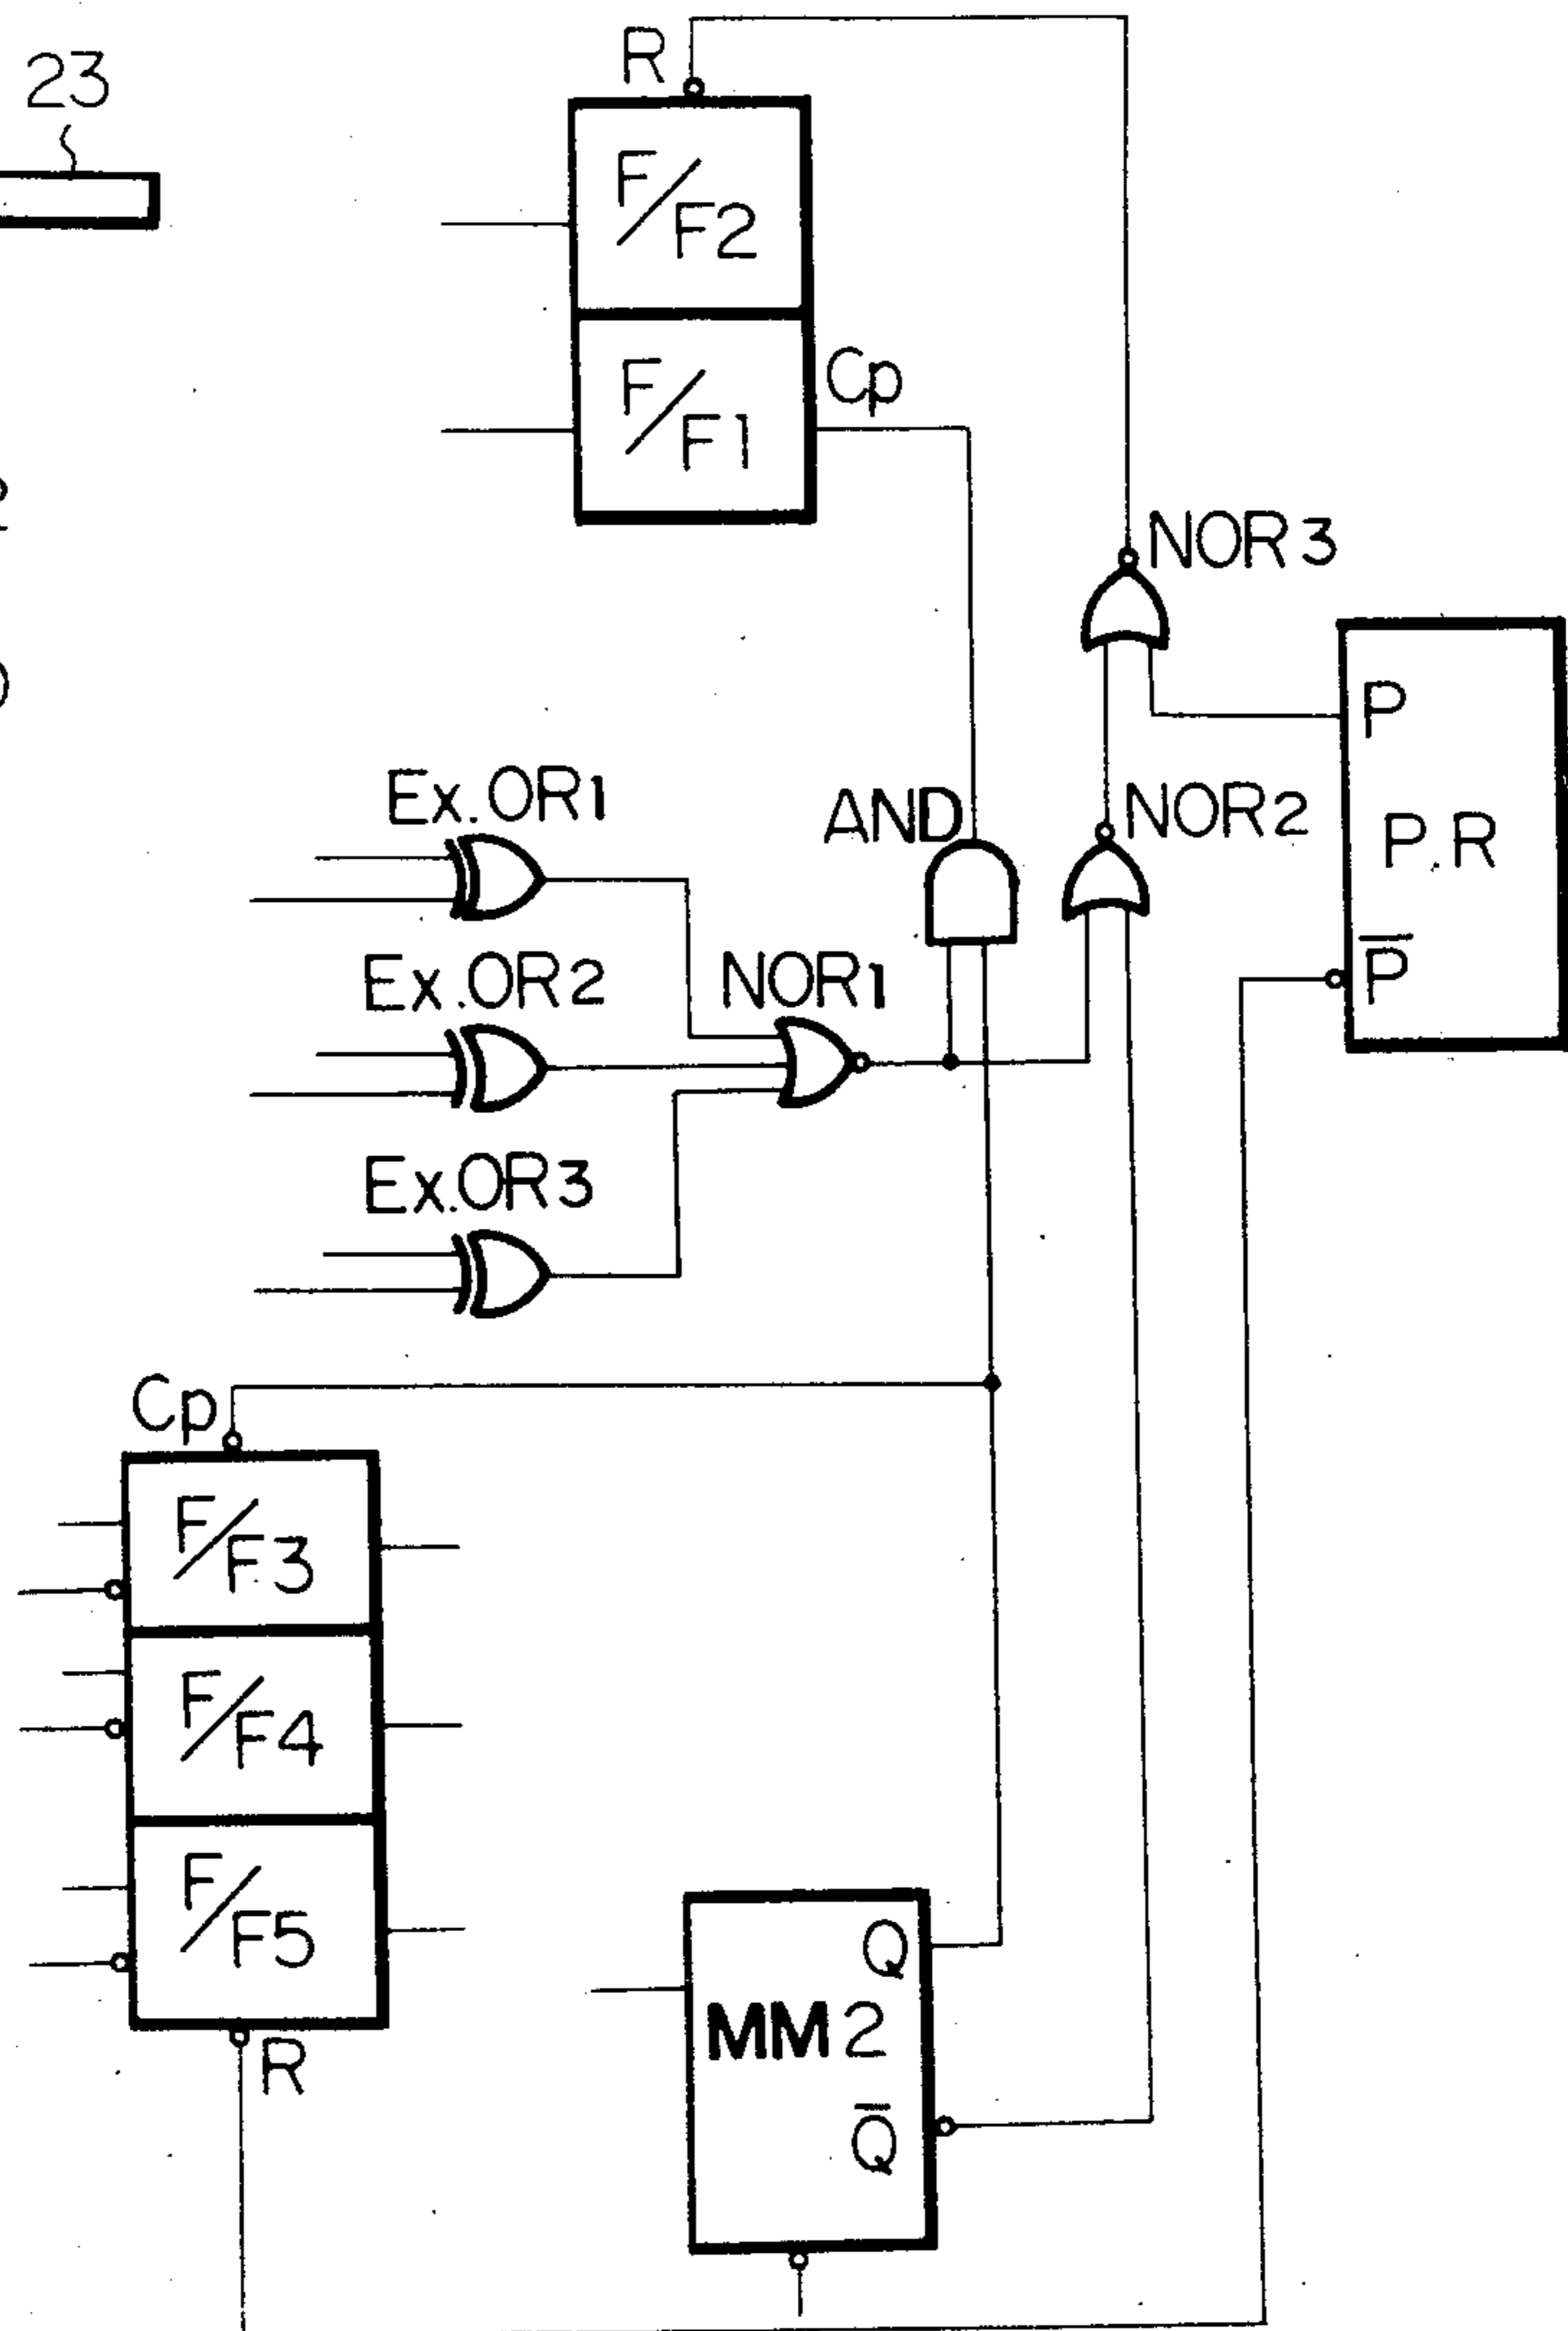 23
R
F/F2
F/F1
Cp
NOR3
P
P.R
P̅
Ex.OR1
AND
NOR2
Ex.OR2
NOR1
Ex.OR3
Cp
F/F3
F/F4
F/F5
R
Q
MM2
Q̅